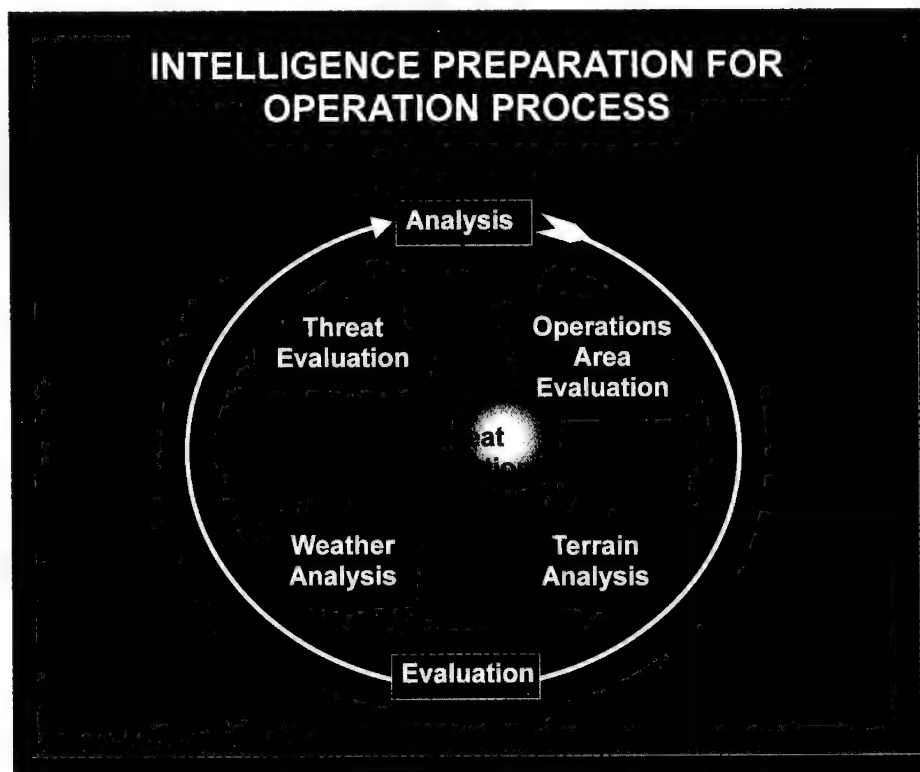 INTELLIGENCE PREPARATION FOR
OPERATION PROCESS
Analysis
Threat
Evaluation
Operations
Area
Evaluation
Weather
Analysis
Terrain
Analysis
Evaluation